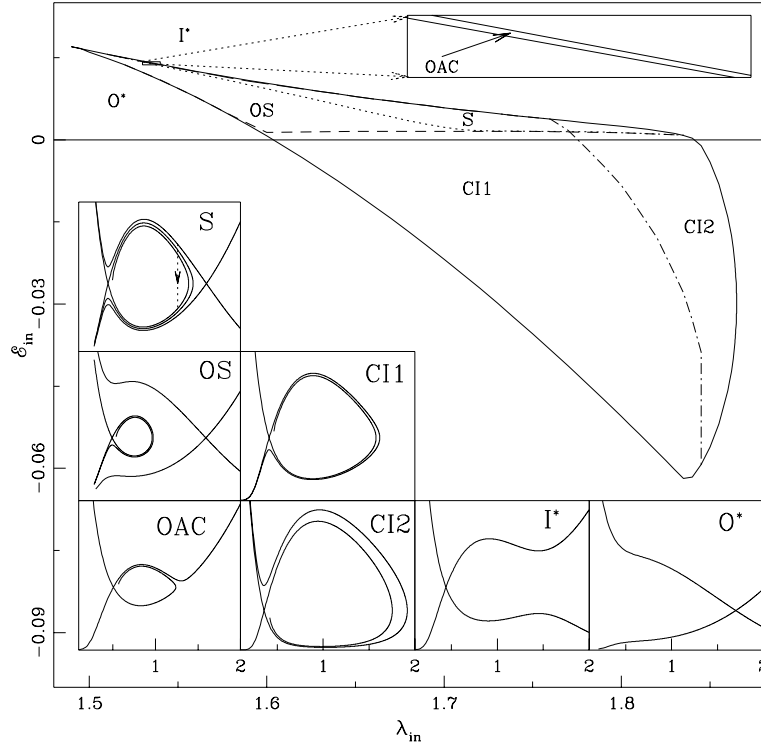 I*
OAC
O*
OS
S
0
CI1
CI2
S
−0.03
ℰin
OS
CI1
−0.06
OAC
CI2
I*
O*
−0.09
1 2 1 2 1 2 1 2
1.5 1.6 1.7 1.8
λin